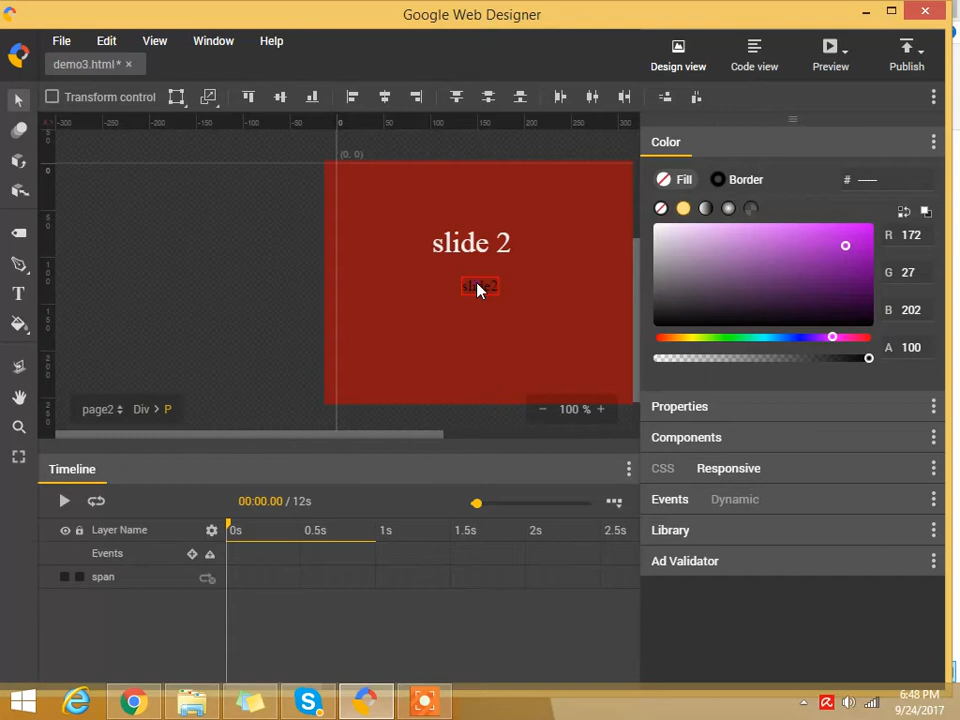 Google Web Designer
File Edit View Window Help
demo3.html* ×
Design view Code view Preview Publish
Transform control
-300 -250 -200 -150 -100 -50 0 50 100 150 200 250 300
(0, 0)
slide 2
slide2
page2 Div > P
− 100 % +
Color
Fill Border #
R 172
G 27
B 202
A 100
Properties
Components
CSS Responsive
Events Dynamic
Library
Ad Validator
Timeline
00:00.00 / 12s
Layer Name 0s 0.5s 1s 1.5s 2s 2.5s
Events
span
6:48 PM
9/24/2017